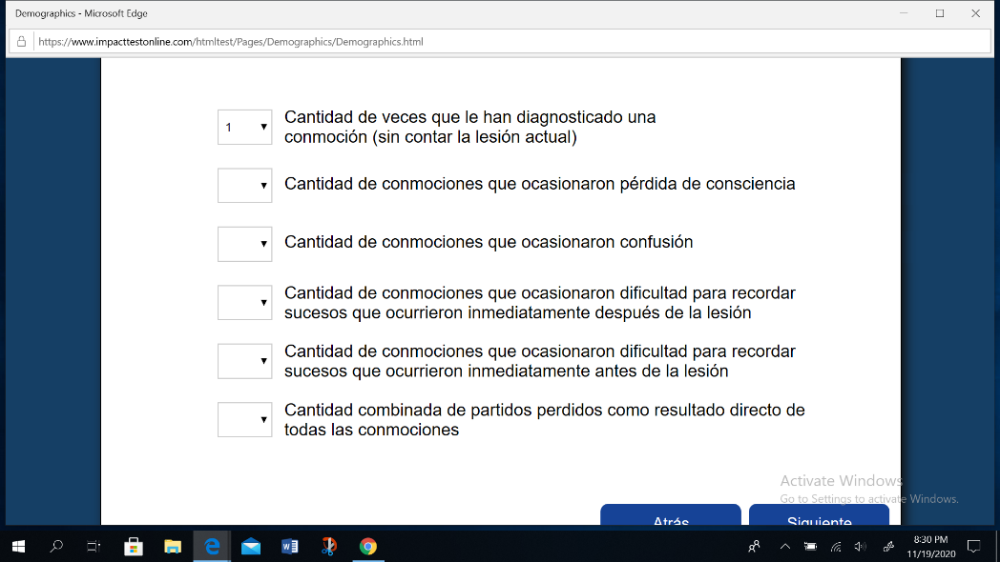 Demographics - Microsoft Edge
https://www.impacttestonline.com/htmltest/Pages/Demographics/Demographics.html
1
Cantidad de veces que le han diagnosticado una
conmoción (sin contar la lesión actual)
Cantidad de conmociones que ocasionaron pérdida de consciencia
Cantidad de conmociones que ocasionaron confusión
Cantidad de conmociones que ocasionaron dificultad para recordar
sucesos que ocurrieron inmediatamente después de la lesión
Cantidad de conmociones que ocasionaron dificultad para recordar
sucesos que ocurrieron inmediatamente antes de la lesión
Cantidad combinada de partidos perdidos como resultado directo de
todas las conmociones
Activate Windows
Go to Settings to activate Windows.
Atrás
Siguiente
8:30 PM
11/19/2020